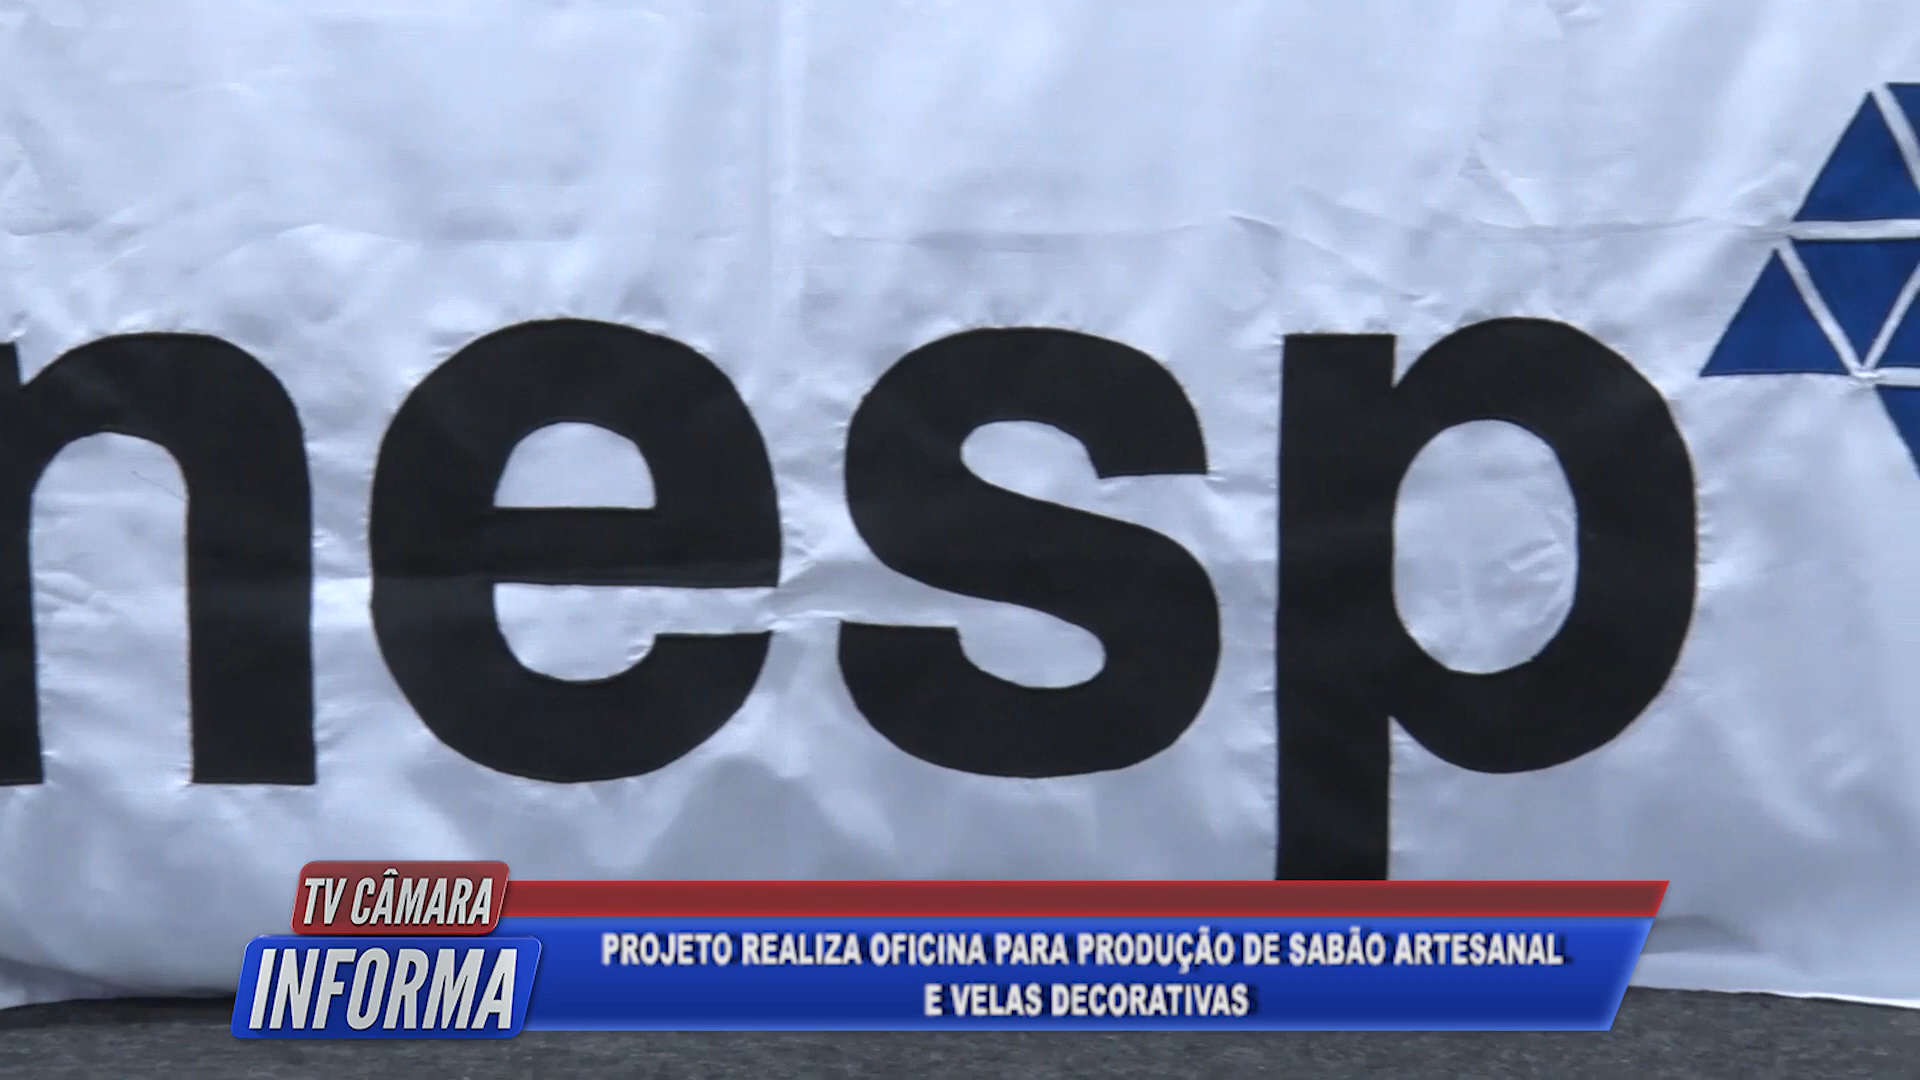 nesp
TV CÂMARA
INFORMA
PROJETO REALIZA OFICINA PARA PRODUÇÃO DE SABÃO ARTESANAL
E VELAS DECORATIVAS